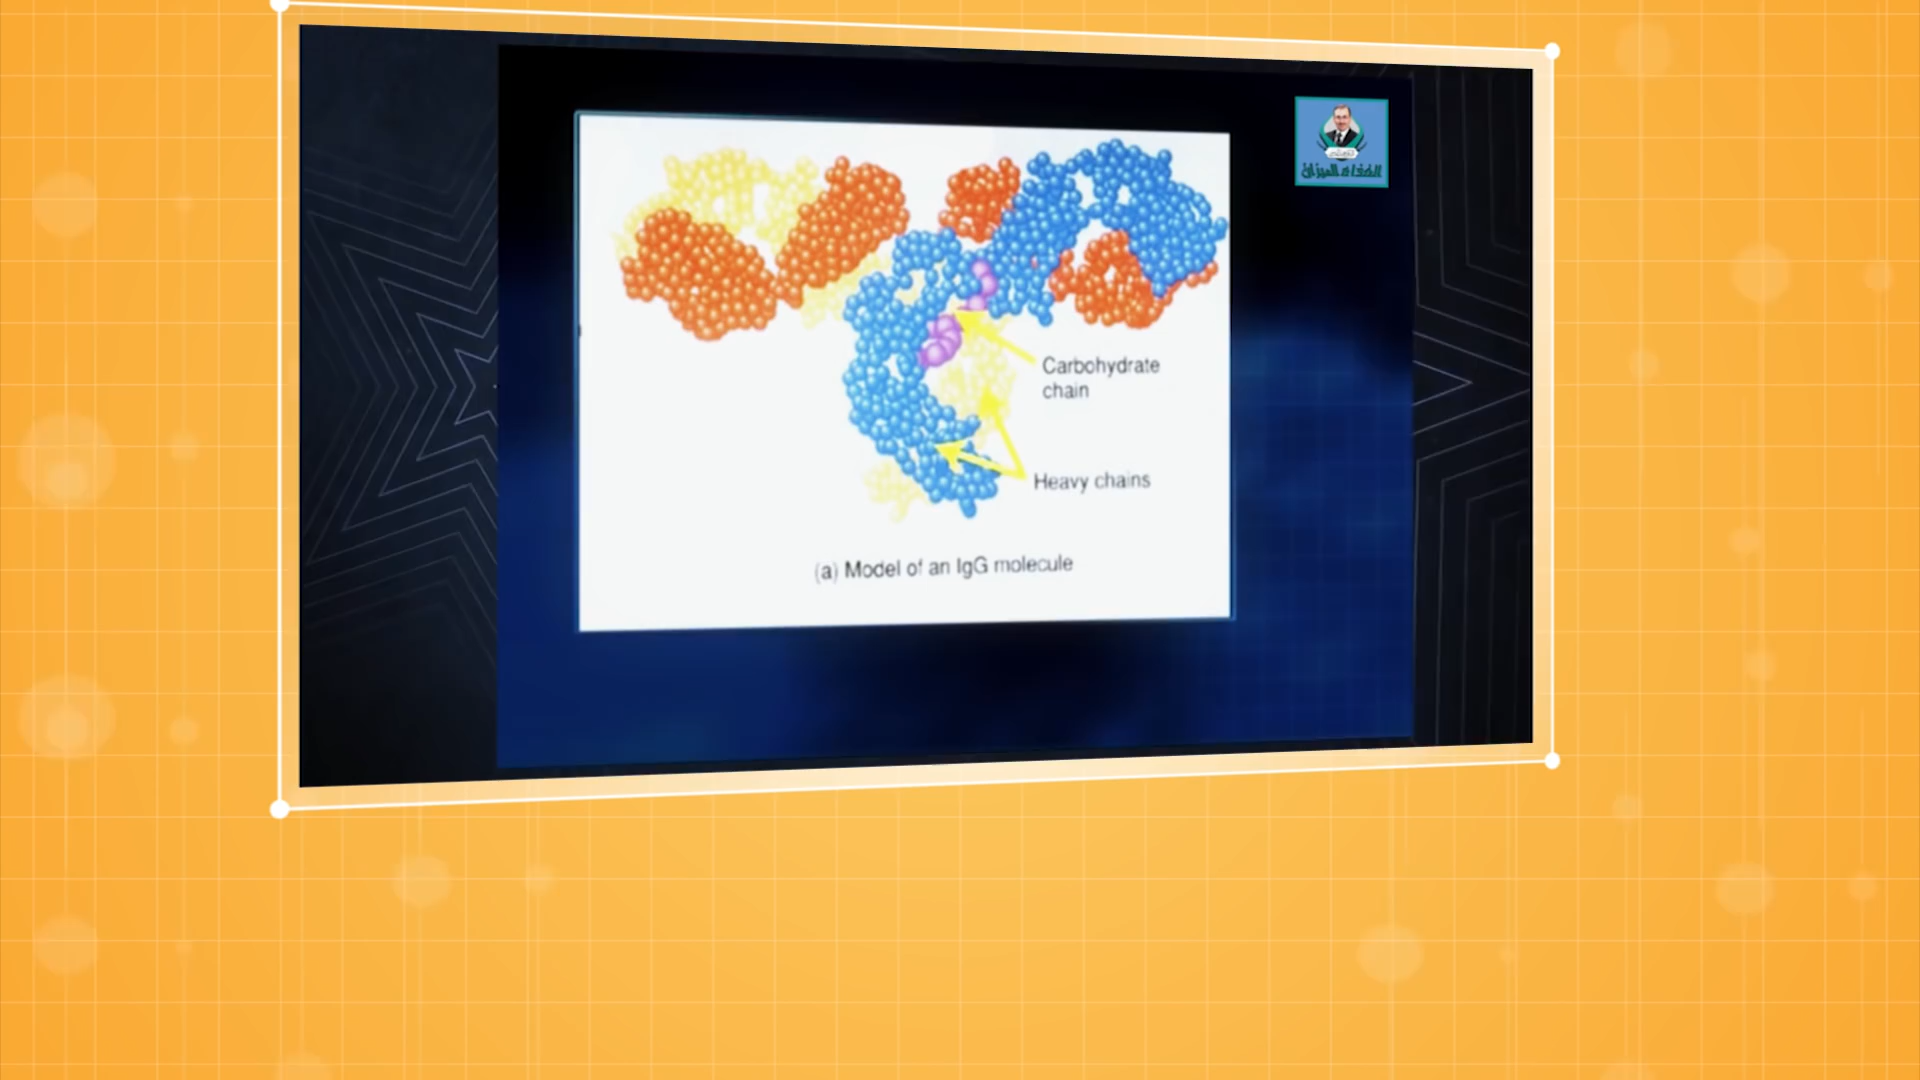 Carbohydrate
chain
Heavy chains
(a) Model of an IgG molecule